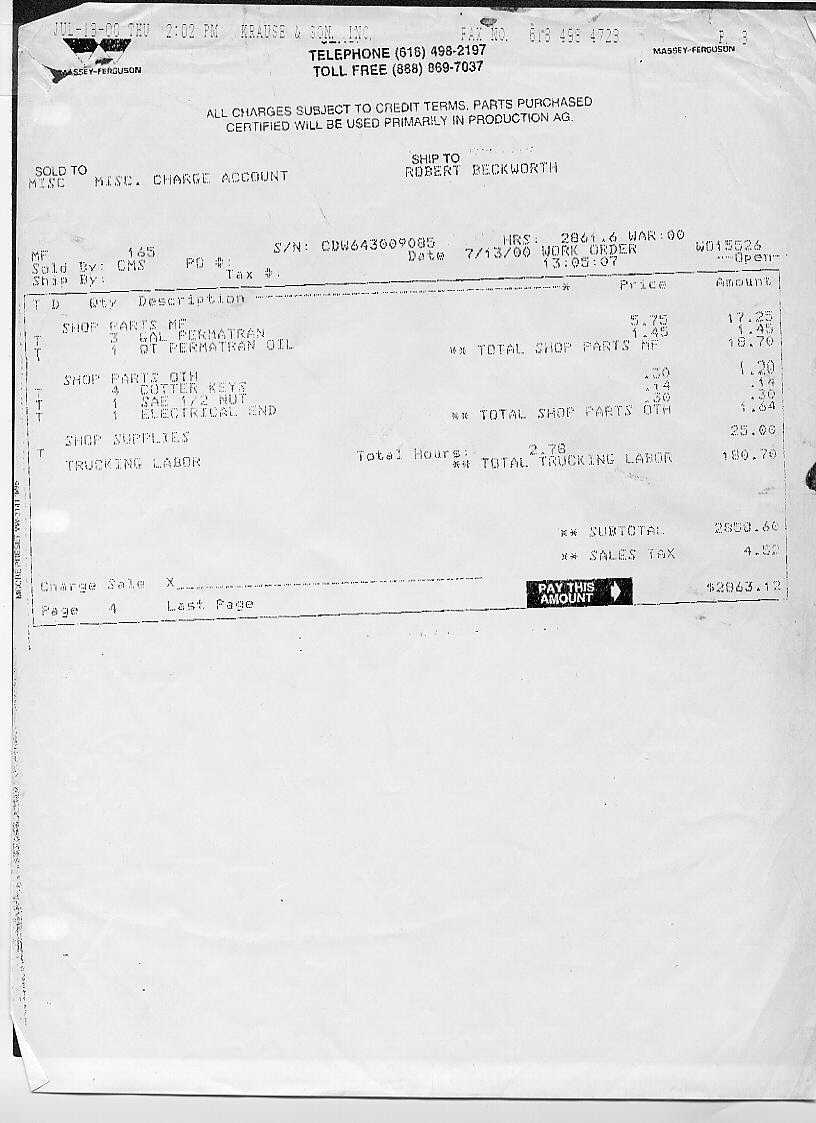 JUL-13-00 THU 2:02 PM KRAUSE & SON, INC. FAX NO. 618 498 4728 P. 3
MASSEY-FERGUSON
MASSEY-FERGUSON
TELEPHONE (618) 498-2197
TOLL FREE (888) 869-7037
ALL CHARGES SUBJECT TO CREDIT TERMS. PARTS PURCHASED
CERTIFIED WILL BE USED PRIMARILY IN PRODUCTION AG.
SOLD TO SHIP TO
MISC MISC. CHARGE ACCOUNT ROBERT BECKWORTH
MF 165 S/N: CDW643009085 HRS: 2861.6 WAR:00
Sold By: CMS PO #: Date 7/13/00 WORK ORDER WO15526
Ship By: Tax #. 13:05:07 --Open--
T D Qty Description * Price Amount
SHOP PARTS MF
T 3 GAL PERMATRAN 5.75 17.25
T 1 QT PERMATRAN OIL 1.45 1.45
** TOTAL SHOP PARTS MF 18.70
SHOP PARTS OTH
T 4 COTTER KEYS .30 1.20
T 1 SAE 1/2 NUT .14 .14
T 1 ELECTRICAL END .30 .30
** TOTAL SHOP PARTS OTH 1.64
SHOP SUPPLIES 25.00
T
TRUCKING LABOR Total Hours: 2.78
** TOTAL TRUCKING LABOR 180.70
** SUBTOTAL 2858.60
** SALES TAX 4.52
Charge Sale X
PAY THIS
AMOUNT $2863.12
Page 4 Last Page